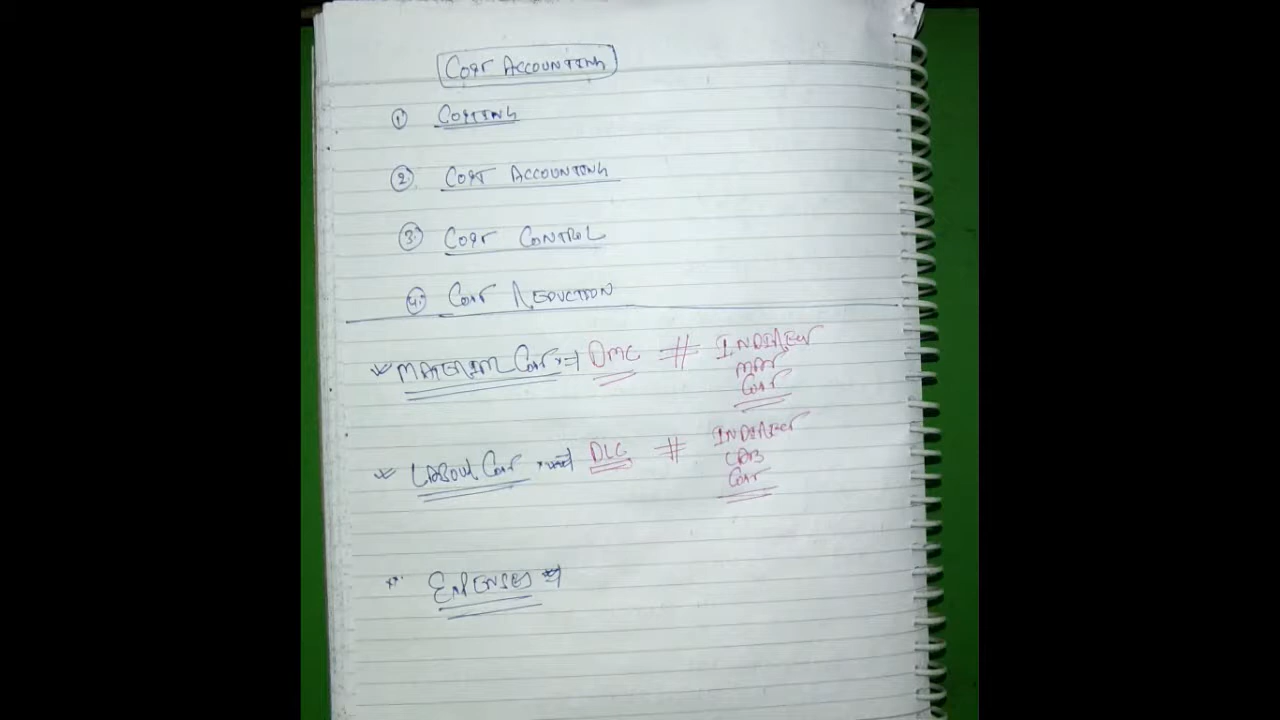 COST ACCOUNTING
① COSTING
②. COST ACCOUNTING
③. COST CONTROL
④. COST REDUCTION
* MATERIAL COST => DMC # INDIRECT
MAT
COST
* LABOUR COST => DLC # INDIRECT
LAB
COST
* EXPENSES =>